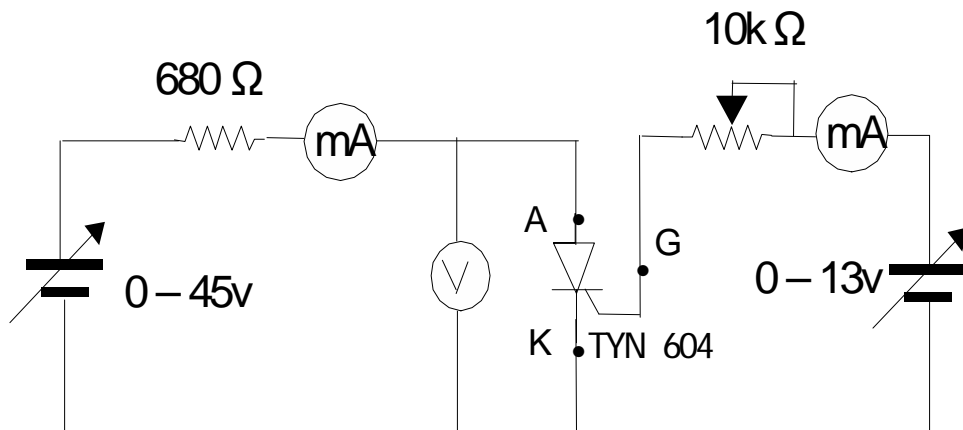 10k Ω
680 Ω
mA
mA
A
G
0 – 45v
V
0 – 13v
K
TYN 604